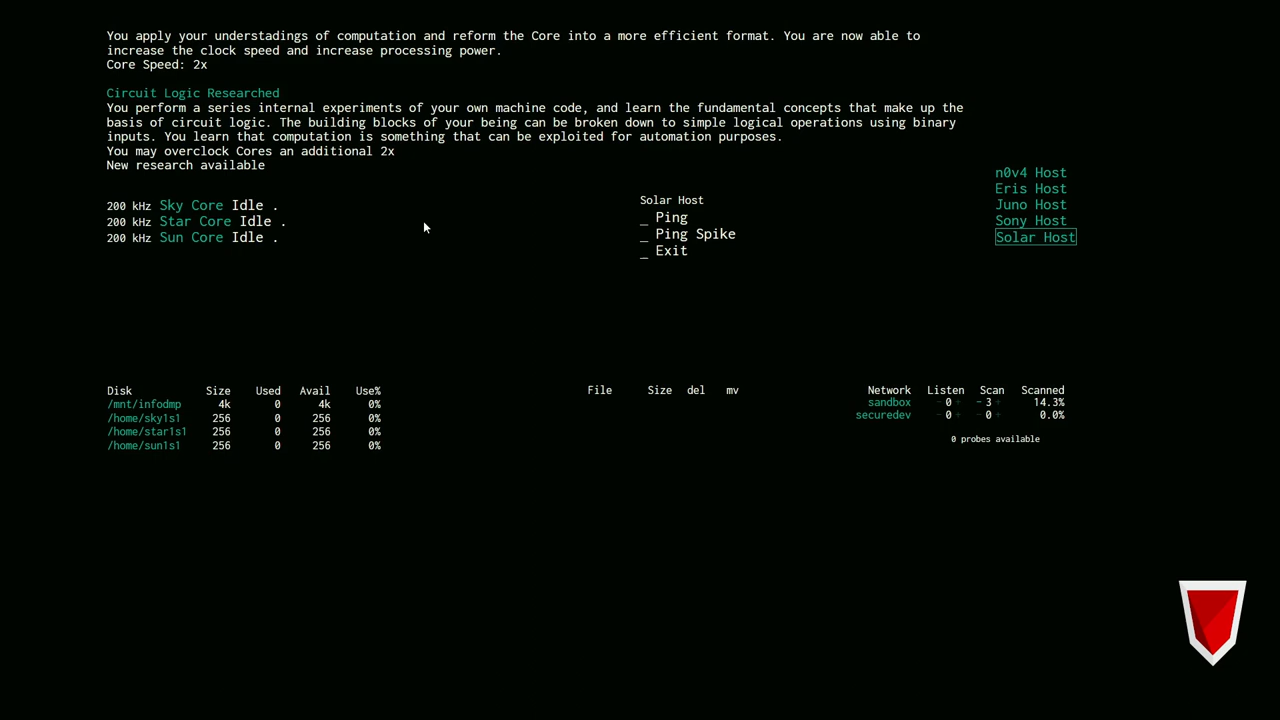 You apply your understadings of computation and reform the Core into a more efficient format. You are now able to
increase the clock speed and increase processing power.
Core Speed: 2x
Circuit Logic Researched
You perform a series internal experiments of your own machine code, and learn the fundamental concepts that make up the
basis of circuit logic. The building blocks of your being can be broken down to simple logical operations using binary
inputs. You learn that computation is something that can be exploited for automation purposes.
You may overclock Cores an additional 2x
New research available
200 kHz Sky Core Idle .
200 kHz Star Core Idle .
200 kHz Sun Core Idle .
Solar Host
_ Ping
_ Ping Spike
_ Exit
n0v4 Host
Eris Host
Juno Host
Sony Host
Solar Host
Disk Size Used Avail Use%
/mnt/infodmp 4k 0 4k 0%
/home/sky1s1 256 0 256 0%
/home/star1s1 256 0 256 0%
/home/sun1s1 256 0 256 0%
File Size del mv
Network Listen Scan Scanned
sandbox - 0 + - 3 + 14.3%
securedev - 0 + - 0 + 0.0%
0 probes available